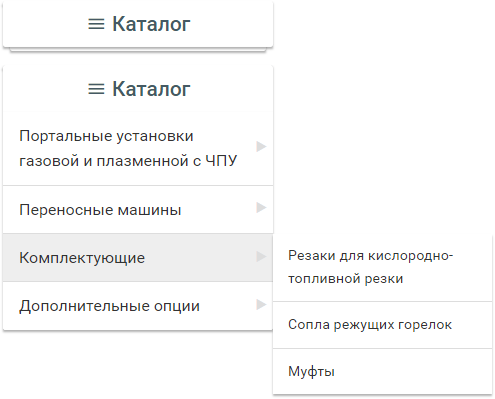 Каталог
Каталог
Портальные установки
газовой и плазменной с ЧПУ
Переносные машины
Комплектующие
Дополнительные опции
Резаки для кислородно-
топливной резки
Сопла режущих горелок
Муфты